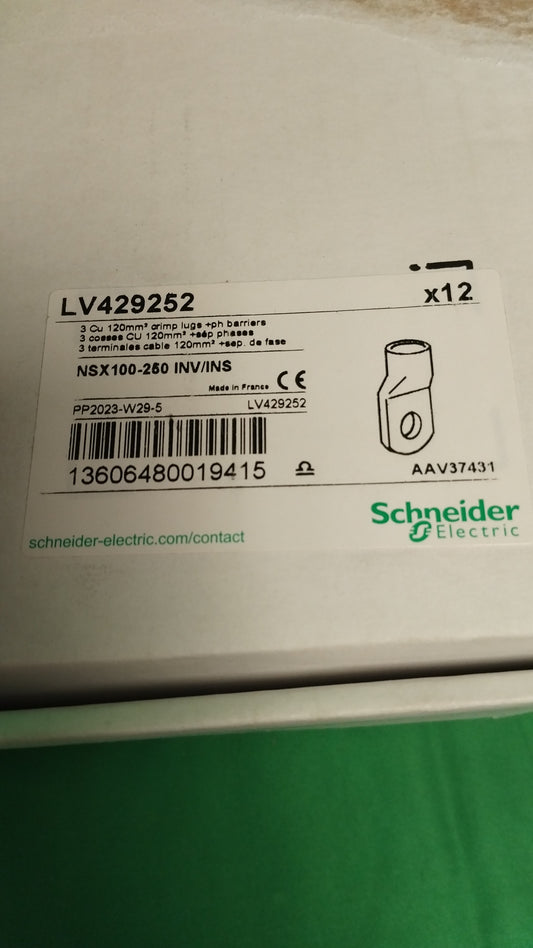 LV429252
x12
3 Cu 120mm² crimp lugs +ph barriers
3 cosses CU 120mm² +sép phases
3 terminales cable 120mm² +sep. de fase
NSX100-250 INV/INS
Made in France CE
PP2023-W29-5 LV429252
13606480019415
AAV37431
Schneider
Electric
schneider-electric.com/contact